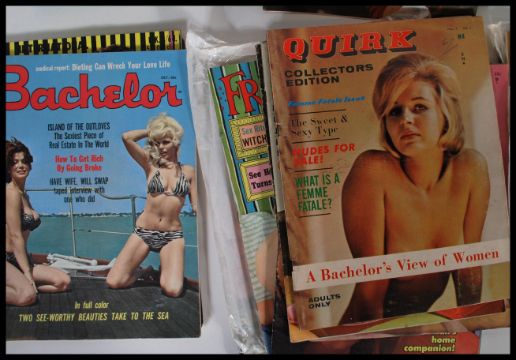 medical report: Dieting Can Wreck Your Love Life
Bachelor
ISLAND OF THE OUTLOVES
The Sexiest Piece of
Real Estate In The World
How To Get Rich
By Going Broke
HAVE WIFE, WILL SWAP
taped interview with
one who did
In full color
TWO SEE-WORTHY BEAUTIES TAKE TO THE SEA
FR
WITCH
See H
Turns
QUIRK
COLLECTORS
EDITION
Femme Fatale Issue
The Sweet &
Sexy Type
NUDES FOR
SALE!
WHAT IS A
FEMME
FATALE?
A Bachelor's View of Women
ADULTS
ONLY
home
companion!